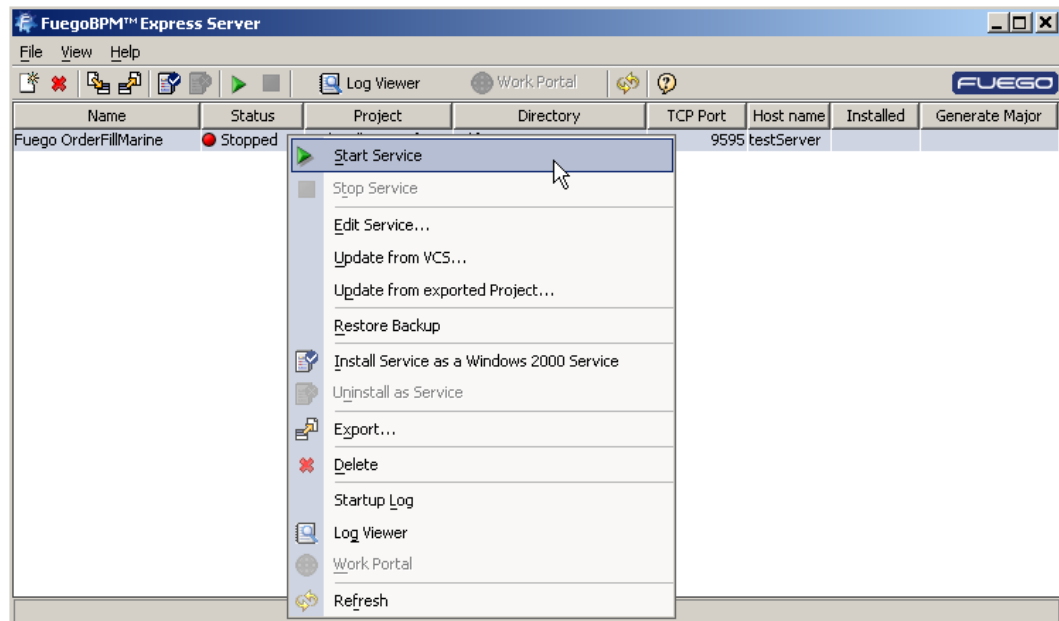 FuegoBPM™ Express Server
File View Help
Log Viewer Work Portal FUEGO
Name Status Project Directory TCP Port Host name Installed Generate Major
Fuego OrderFillMarine Stopped 9595 testServer
Start Service
Stop Service
Edit Service...
Update from VCS...
Update from exported Project...
Restore Backup
Install Service as a Windows 2000 Service
Uninstall as Service
Export...
Delete
Startup Log
Log Viewer
Work Portal
Refresh